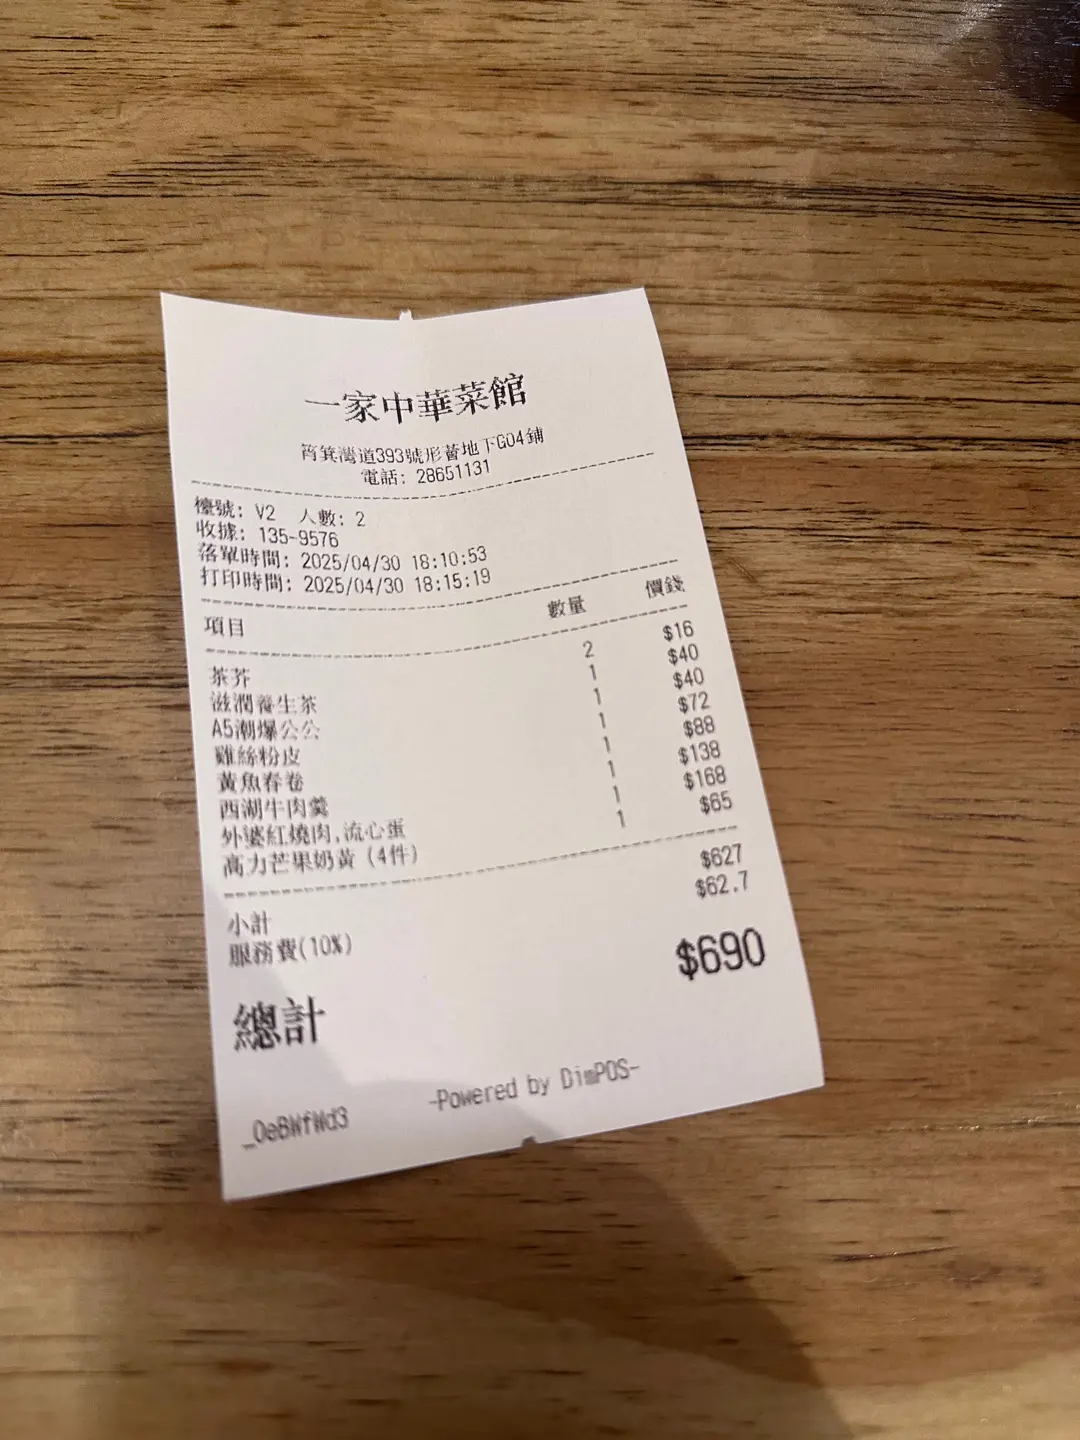 一家中華菜館
筲箕灣道393號形薈地下G04鋪
電話: 28651131
檯號: V2 人數: 2
收據: 135-9576
落單時間: 2025/04/30 18:10:53
打印時間: 2025/04/30 18:15:19
項目 數量 價錢
茶芥 2 $16
滋潤養生茶 1 $40
A5潮爆公公 1 $40
雞絲粉皮 1 $72
黃魚春卷 1 $88
西湖牛肉羹 1 $138
外婆紅燒肉,流心蛋 1 $168
高力芒果奶黃 (4件) 1 $65
小計 $627
服務費(10%) $62.7
總計 $690
-Powered by DimPOS-
_0eBWfWd3